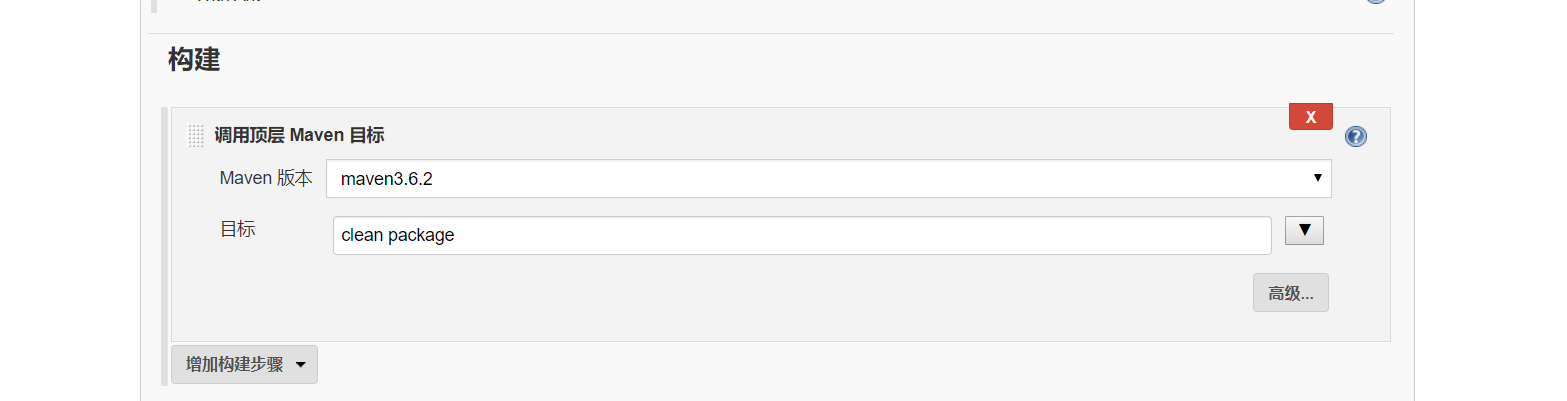 构建
调用顶层 Maven 目标
X
?
Maven 版本
maven3.6.2
目标
clean package
高级...
增加构建步骤